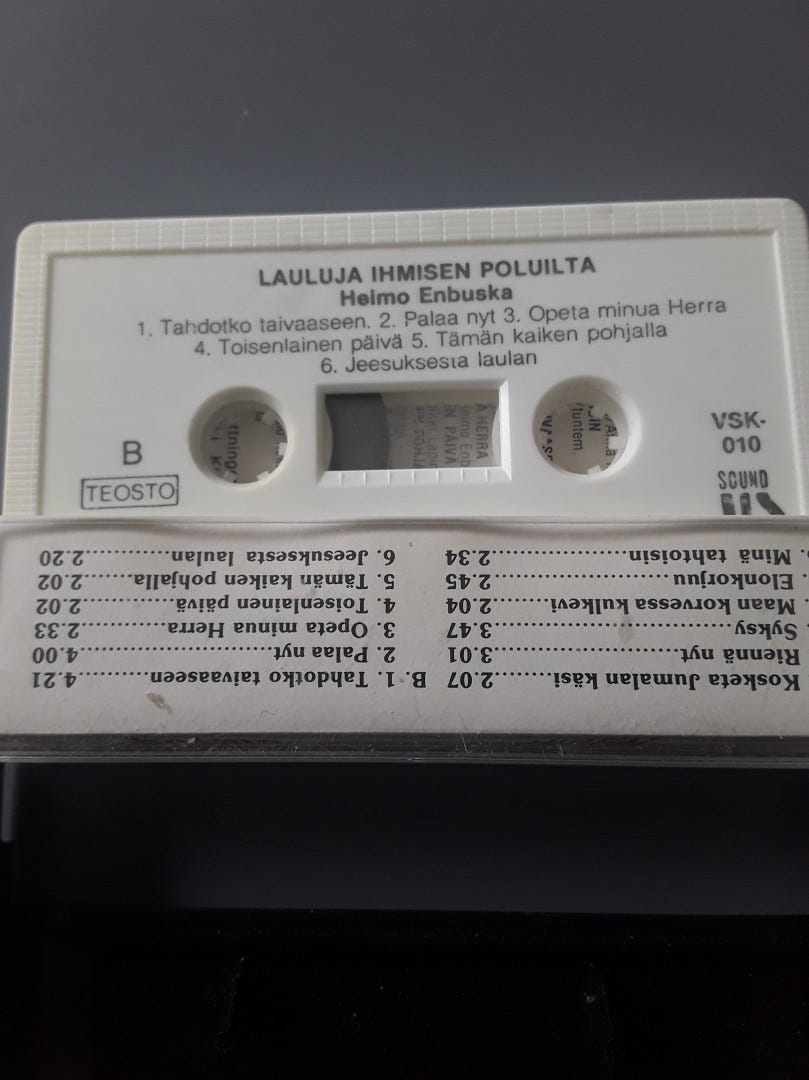 LAULUJA IHMISEN POLUILTA
Heimo Enbuska
1. Tahdotko taivaaseen. 2. Palaa nyt 3. Opeta minua Herra
4. Toisenlainen päivä 5. Tämän kaiken pohjalla
6. Jeesuksesta laulan
B
TEOSTO
VSK-
010
SOUND
Kosketa Jumalan käsi........2.07
Riennä nyt.....................3.01
Syksy............................3.47
Maan korvessa kulkevi.......2.04
Elonkorjuu......................2.45
Minä tahtoisin.................2.34
B. 1. Tahdotko taivaaseen.........4.21
2. Palaa nyt.........................4.00
3. Opeta minua Herra............2.33
4. Toisenlainen päivä............2.02
5. Tämän kaiken pohjalla.......2.02
6. Jeesuksesta laulan............2.20